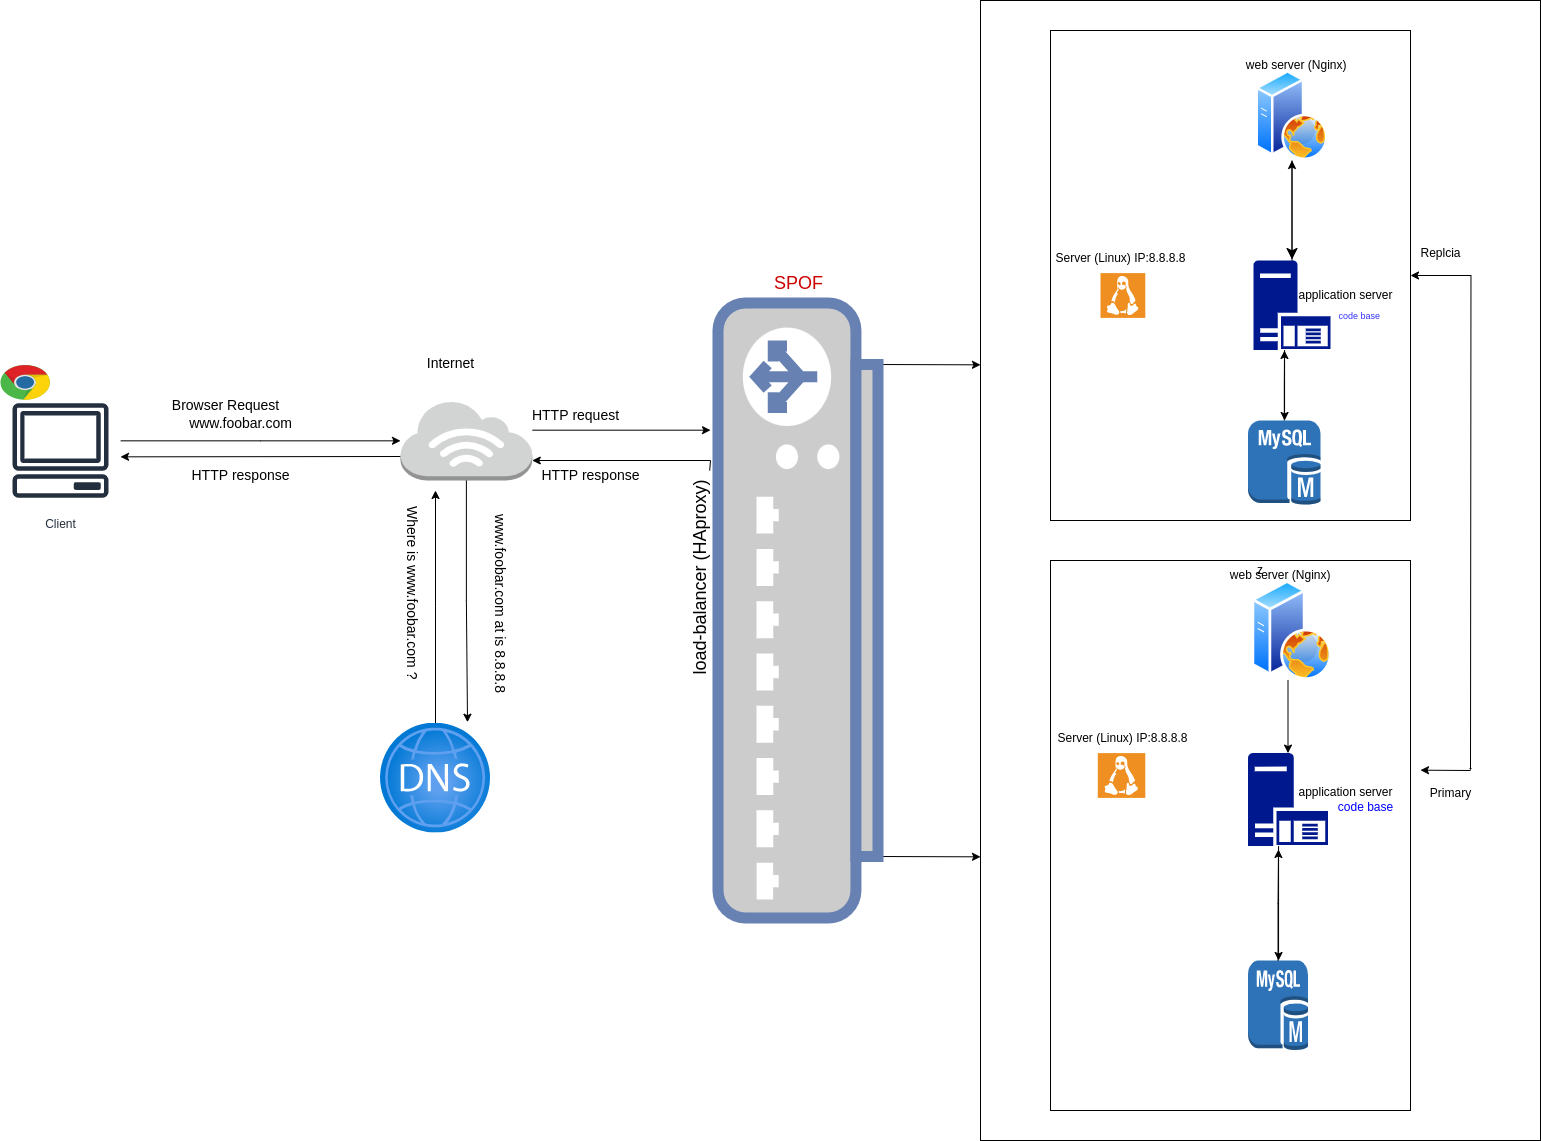 Client
Browser Request
www.foobar.com
HTTP response
Internet
Where is www.foobar.com ?
www.foobar.com at is 8.8.8.8
DNS
HTTP request
HTTP response
load-balancer (HAproxy)
SPOF
web server (Nginx)
Server (Linux) IP:8.8.8.8
application server
code base
MySQL
M
Replcia
z
web server (Nginx)
Server (Linux) IP:8.8.8.8
application server
code base
MySQL
M
Primary